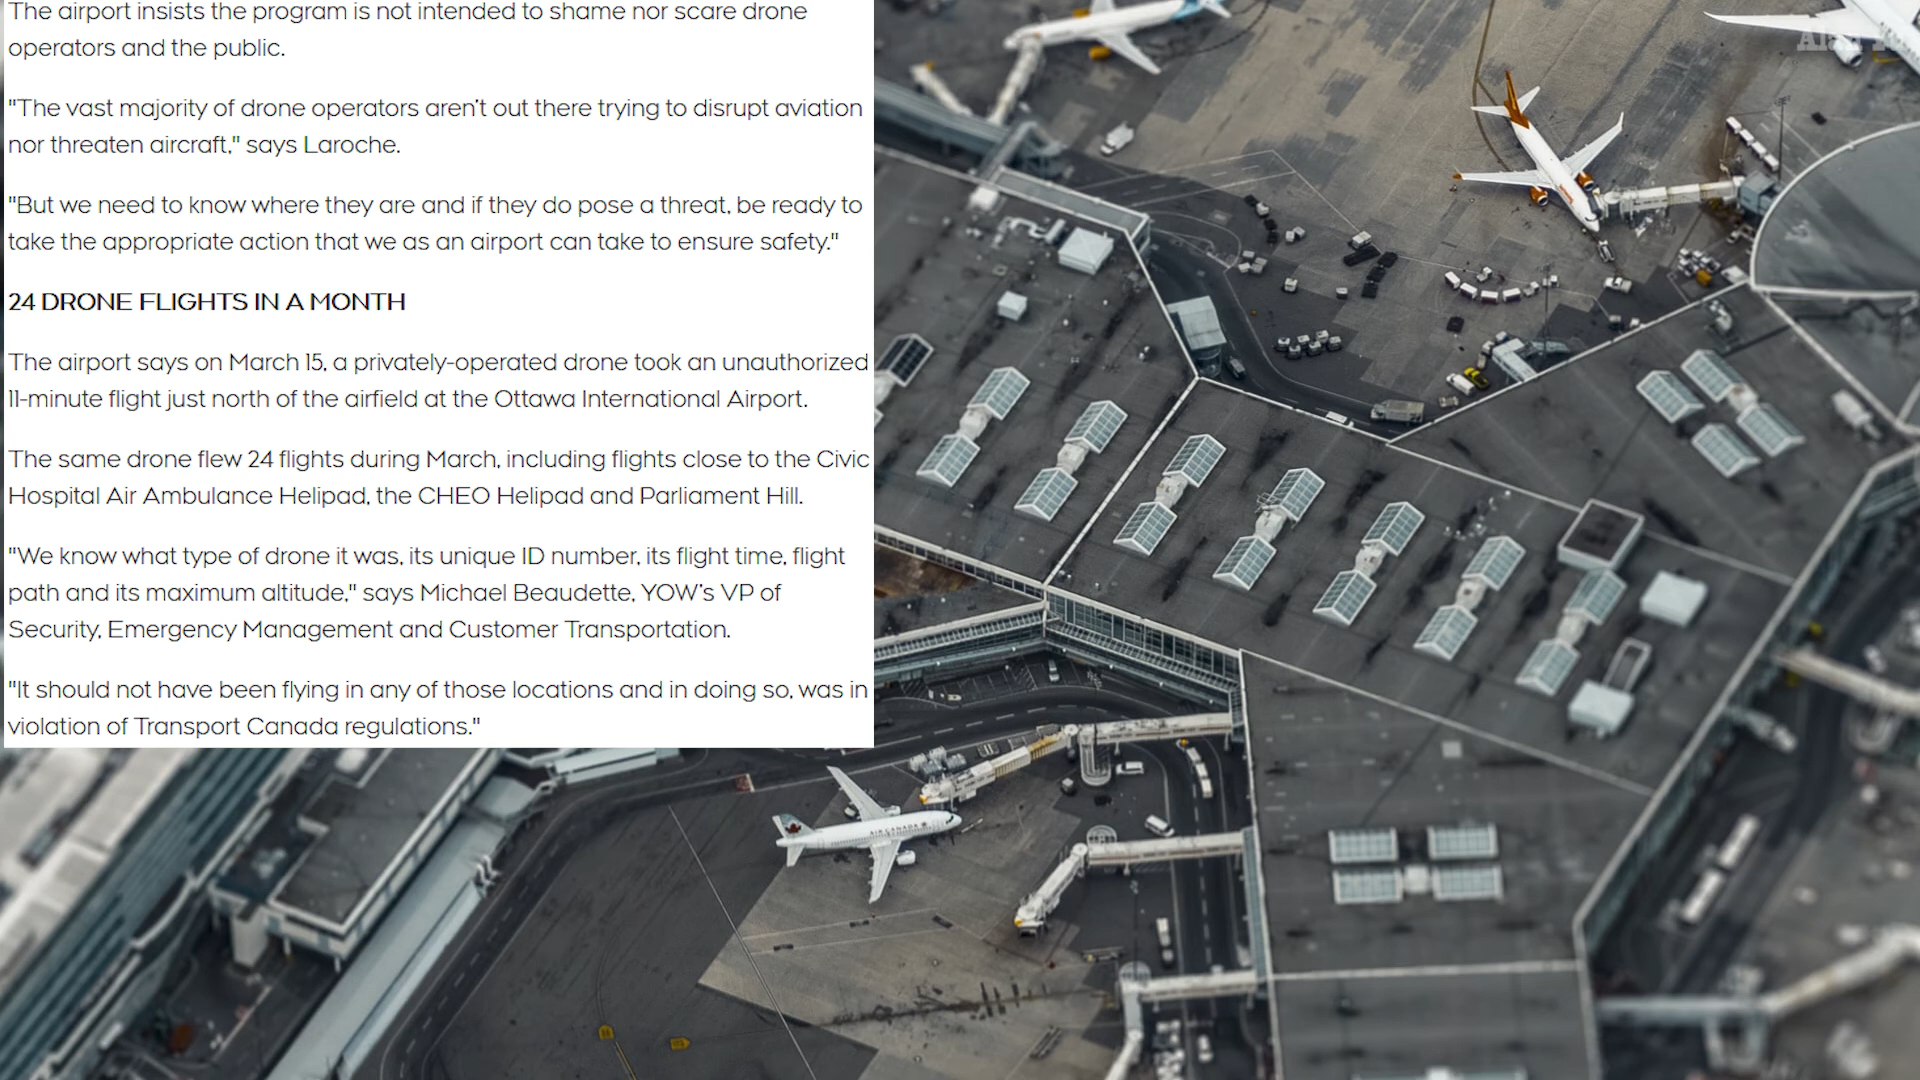 The airport insists the program is not intended to shame nor scare drone
operators and the public.
"The vast majority of drone operators aren't out there trying to disrupt aviation
nor threaten aircraft," says Laroche.
"But we need to know where they are and if they do pose a threat, be ready to
take the appropriate action that we as an airport can take to ensure safety."
24 DRONE FLIGHTS IN A MONTH
The airport says on March 15, a privately-operated drone took an unauthorized
11-minute flight just north of the airfield at the Ottawa International Airport.
The same drone flew 24 flights during March, including flights close to the Civic
Hospital Air Ambulance Helipad, the CHEO Helipad and Parliament Hill.
"We know what type of drone it was, its unique ID number, its flight time, flight
path and its maximum altitude," says Michael Beaudette, YOW's VP of
Security, Emergency Management and Customer Transportation.
"It should not have been flying in any of those locations and in doing so, was in
violation of Transport Canada regulations."
AIR CANADA